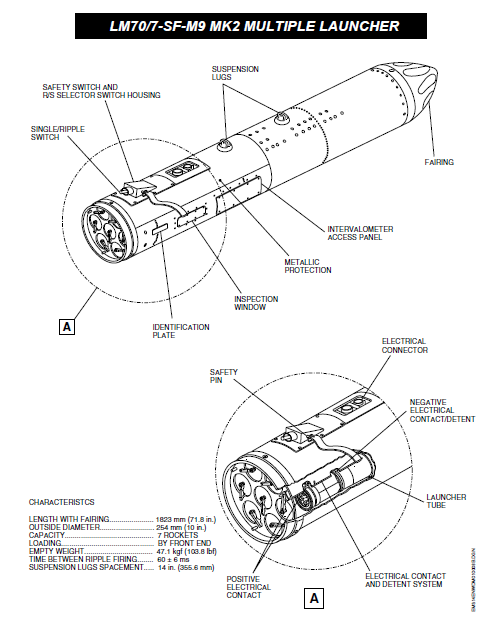 LM70/7-SF-M9 MK2 MULTIPLE LAUNCHER
SUSPENSION
LUGS
SAFETY SWITCH AND
R/S SELECTOR SWITCH HOUSING
SINGLE/RIPPLE
SWITCH
FAIRING
INTERVALOMETER
ACCESS PANEL
METALLIC
PROTECTION
INSPECTION
WINDOW
A
IDENTIFICATION
PLATE
ELECTRICAL
CONNECTOR
SAFETY
PIN
NEGATIVE
ELECTRICAL
CONTACT/DETENT
LAUNCHER
TUBE
CHARACTERISTCS
LENGTH WITH FAIRING...................... 1823 mm (71.8 in.)
OUTSIDE DIAMETER........................... 254 mm (10 in.)
CAPACITY............................................ 7 ROCKETS
LOADING.............................................. BY FRONT END
EMPTY WEIGHT.................................. 47.1 kgf (103.8 lbf)
TIME BETWEEN RIPPLE FIRING........ 60 ± 6 ms
SUSPENSION LUGS SPACEMENT..... 14 in. (355.6 mm)
POSITIVE
ELECTRICAL
CONTACT
A
ELECTRICAL CONTACT
AND DETENT SYSTEM